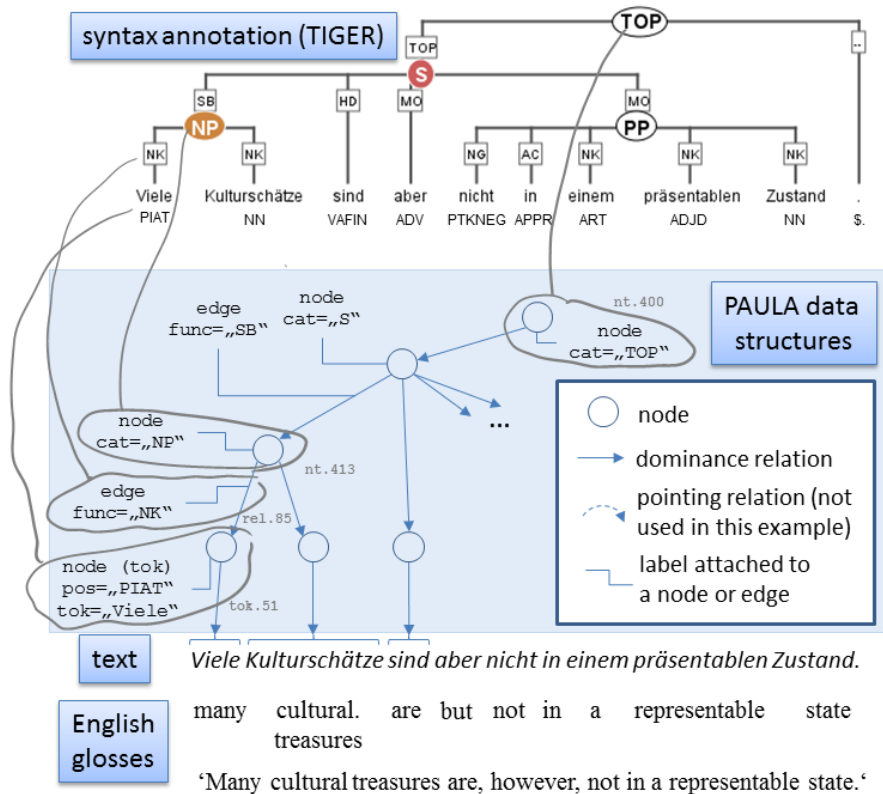 syntax annotation (TIGER)
TOP
TOP
--
S
SB HD MO MO
NP PP
NK NK NG AC NK NK NK
Viele Kulturschätze sind aber nicht in einem präsentablen Zustand .
PIAT NN VAFIN ADV PTKNEG APPR ART ADJD NN $.
PAULA data
structures
edge
func=„SB“
node
cat=„S“
nt.400
node
cat=„TOP“
...
node
cat=„NP“
nt.413
edge
func=„NK“
rel.85
node (tok)
pos=„PIAT“
tok=„Viele“
tok.51
node
dominance relation
pointing relation (not
used in this example)
label attached to
a node or edge
text
Viele Kulturschätze sind aber nicht in einem präsentablen Zustand.
English
glosses
many cultural. are but not in a representable state
treasures
‘Many cultural treasures are, however, not in a representable state.‘